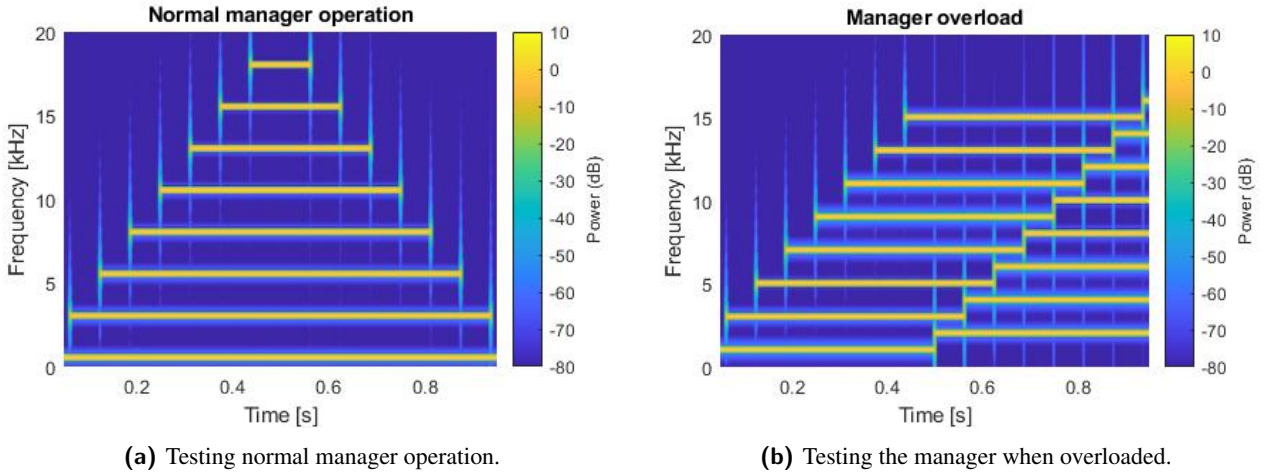 Normal manager operation
20
15
10
5
0
Frequency [kHz]
0.2 0.4 0.6 0.8
Time [s]
10
0
-10
-20
-30
-40
-50
-60
-70
-80
Power (dB)
(a) Testing normal manager operation.
Manager overload
20
15
10
5
0
Frequency [kHz]
0.2 0.4 0.6 0.8
Time [s]
10
0
-10
-20
-30
-40
-50
-60
-70
-80
Power (dB)
(b) Testing the manager when overloaded.